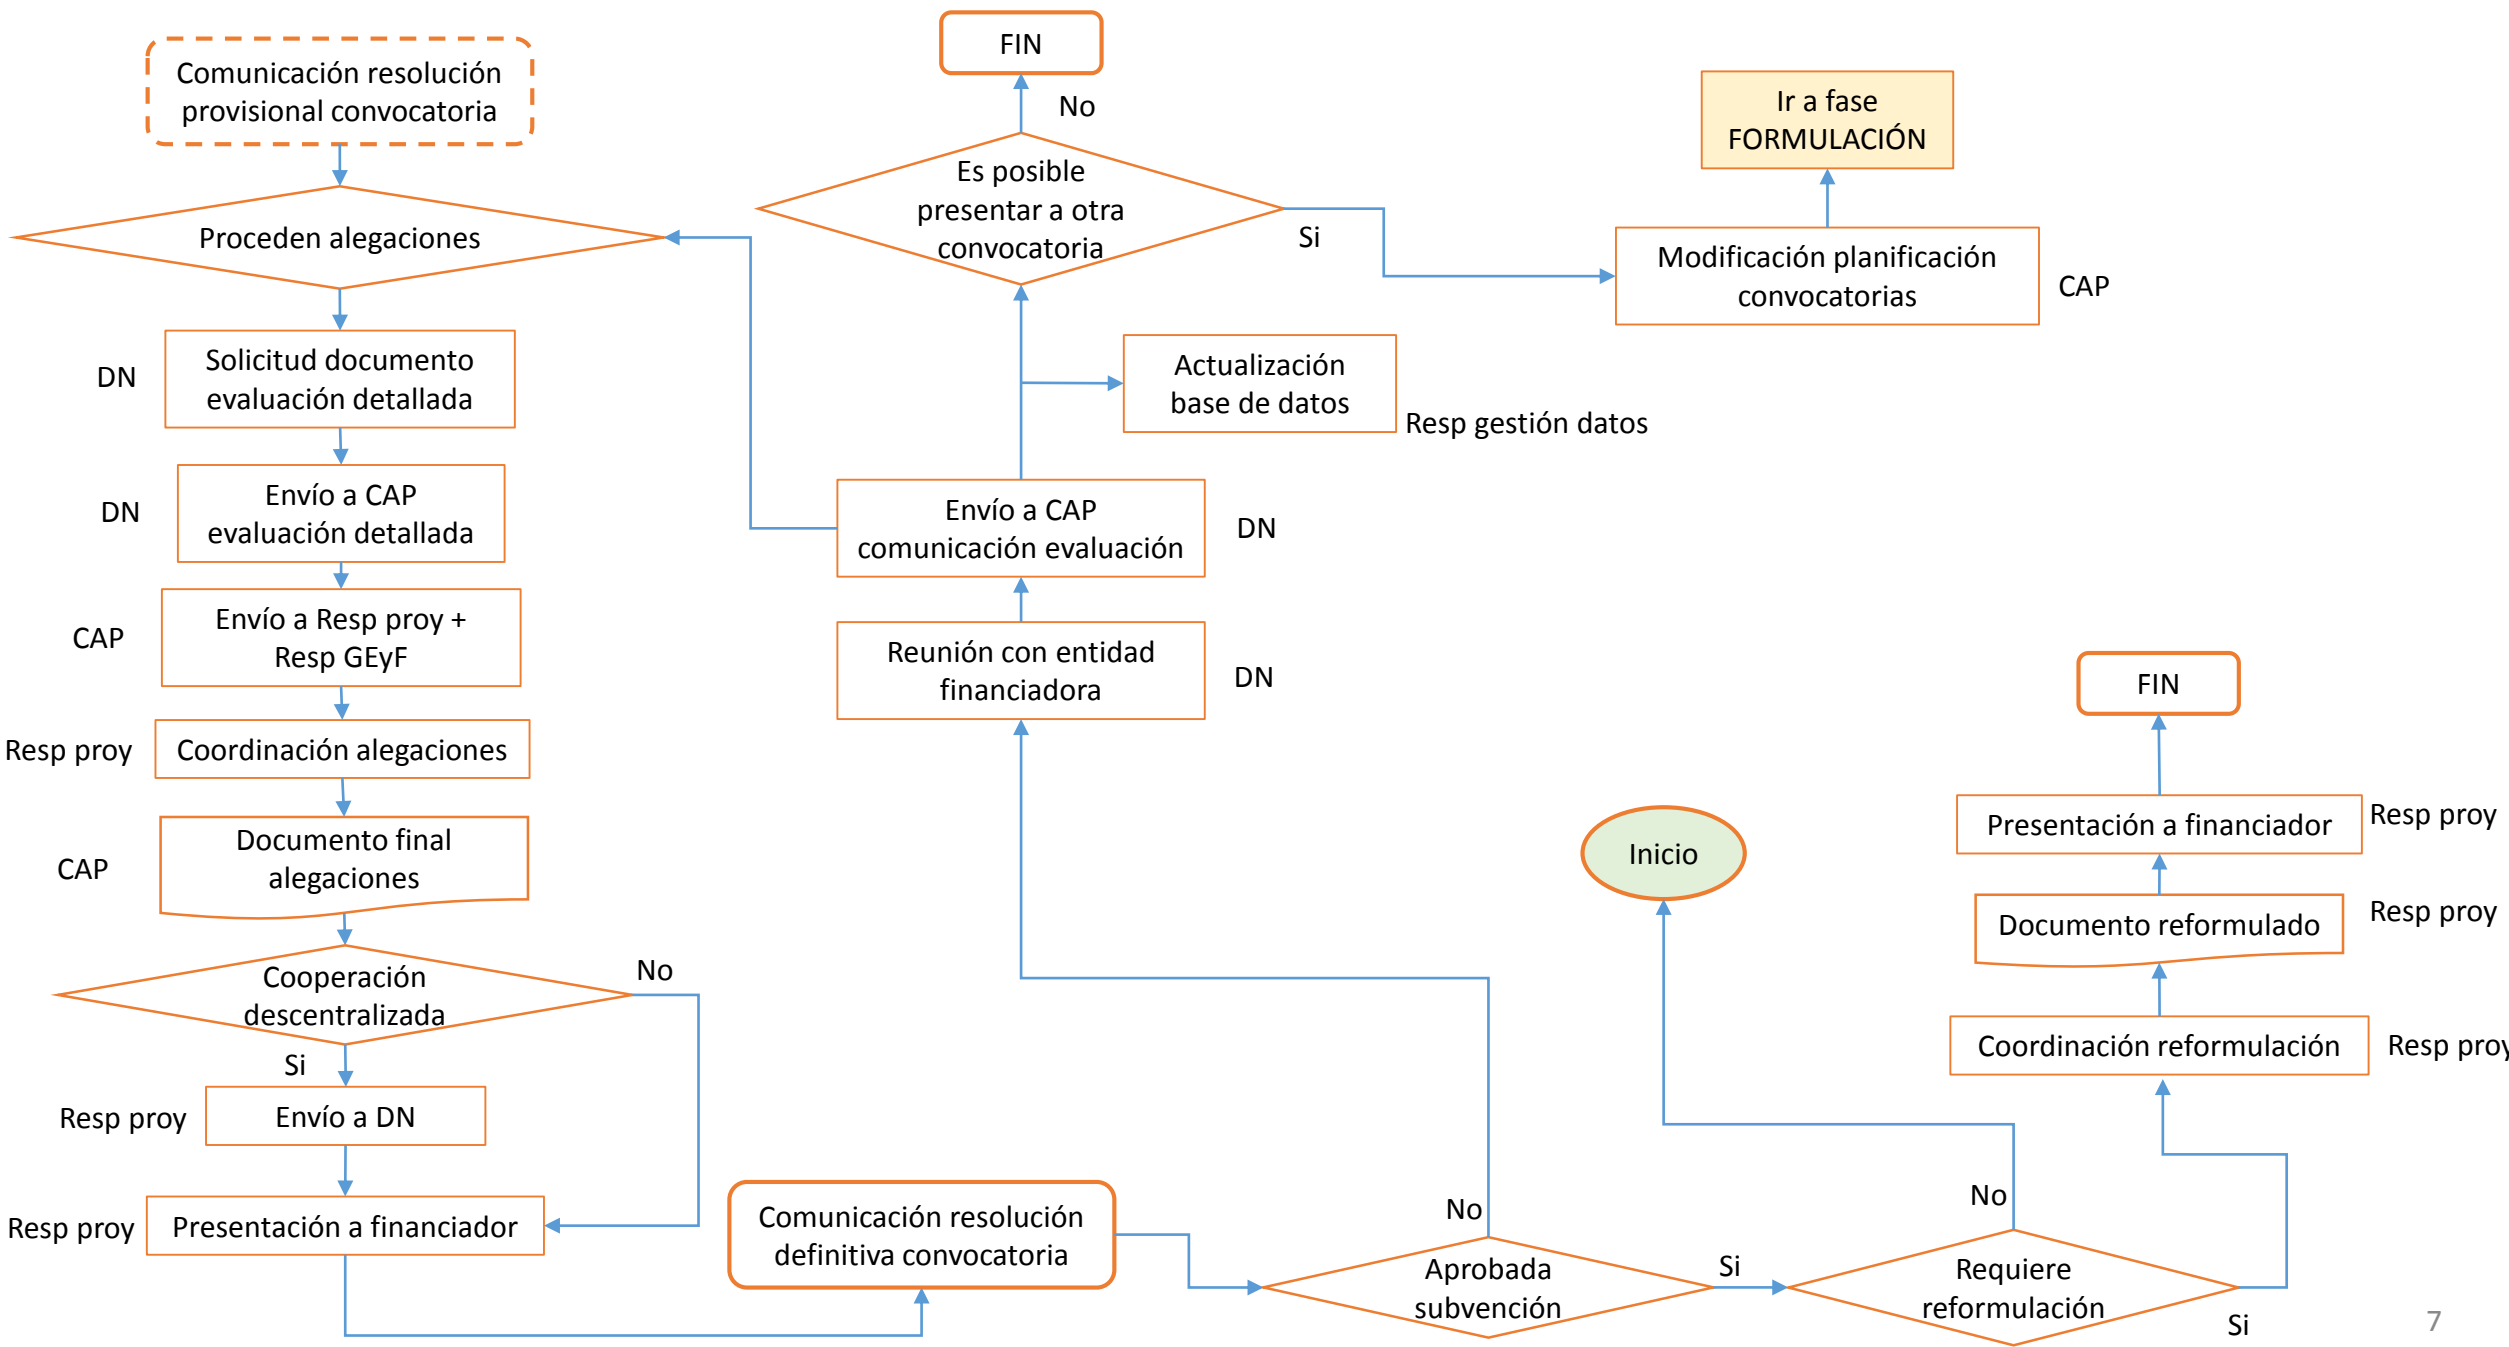 Comunicación resolución
provisional convocatoria
Proceden alegaciones
DN
Solicitud documento
evaluación detallada
DN
Envío a CAP
evaluación detallada
CAP
Envío a Resp proy +
Resp GEyF
Resp proy
Coordinación alegaciones
CAP
Documento final
alegaciones
Cooperación
descentralizada
No
Si
Resp proy
Envío a DN
Resp proy
Presentación a financiador
FIN
No
Es posible
presentar a otra
convocatoria
Si
Ir a fase
FORMULACIÓN
Modificación planificación
convocatorias
CAP
Actualización
base de datos
Resp gestión datos
Envío a CAP
comunicación evaluación
DN
Reunión con entidad
financiadora
DN
Comunicación resolución
definitiva convocatoria
No
Aprobada
subvención
Si
Inicio
No
Requiere
reformulación
Si
FIN
Presentación a financiador
Resp proy
Documento reformulado
Resp proy
Coordinación reformulación
Resp proy
7